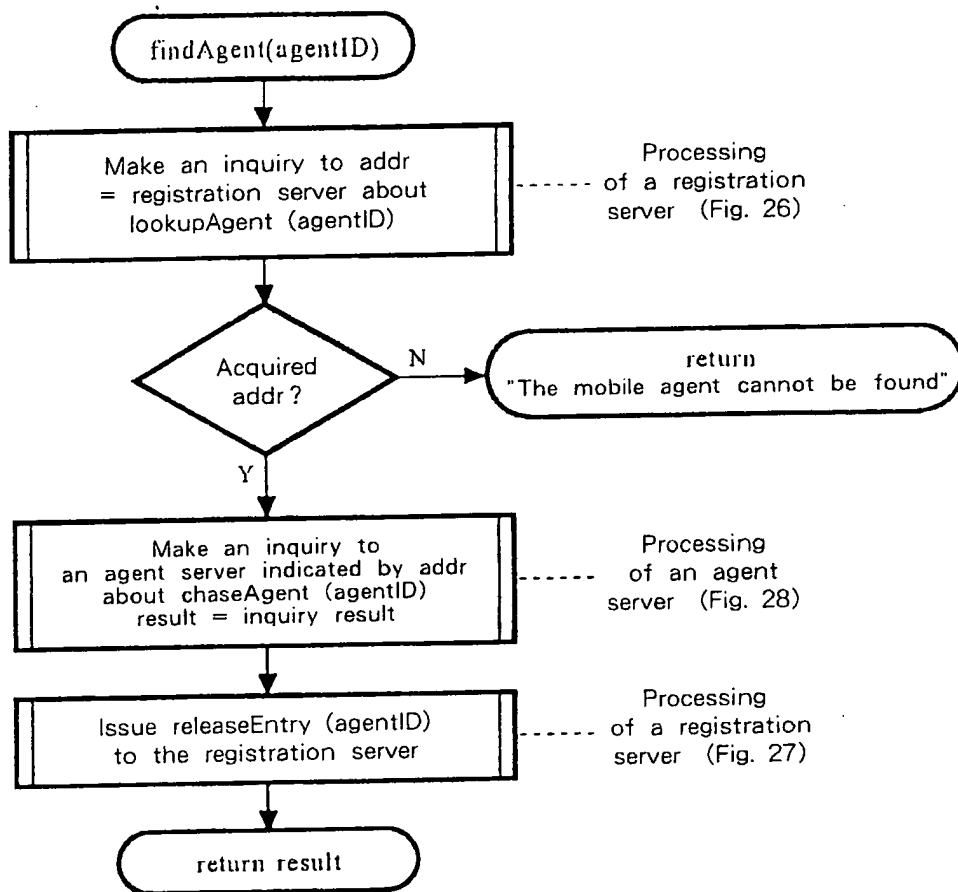 findAgent(agentID)
Make an inquiry to addr
= registration server about
lookupAgent (agentID)
Processing
of a registration
server (Fig. 26)
Acquired
addr?
N
return
"The mobile agent cannot be found"
Y
Make an inquiry to
an agent server indicated by addr
about chaseAgent (agentID)
result = inquiry result
Processing
of an agent
server (Fig. 28)
Issue releaseEntry (agentID)
to the registration server
Processing
of a registration
server (Fig. 27)
return result